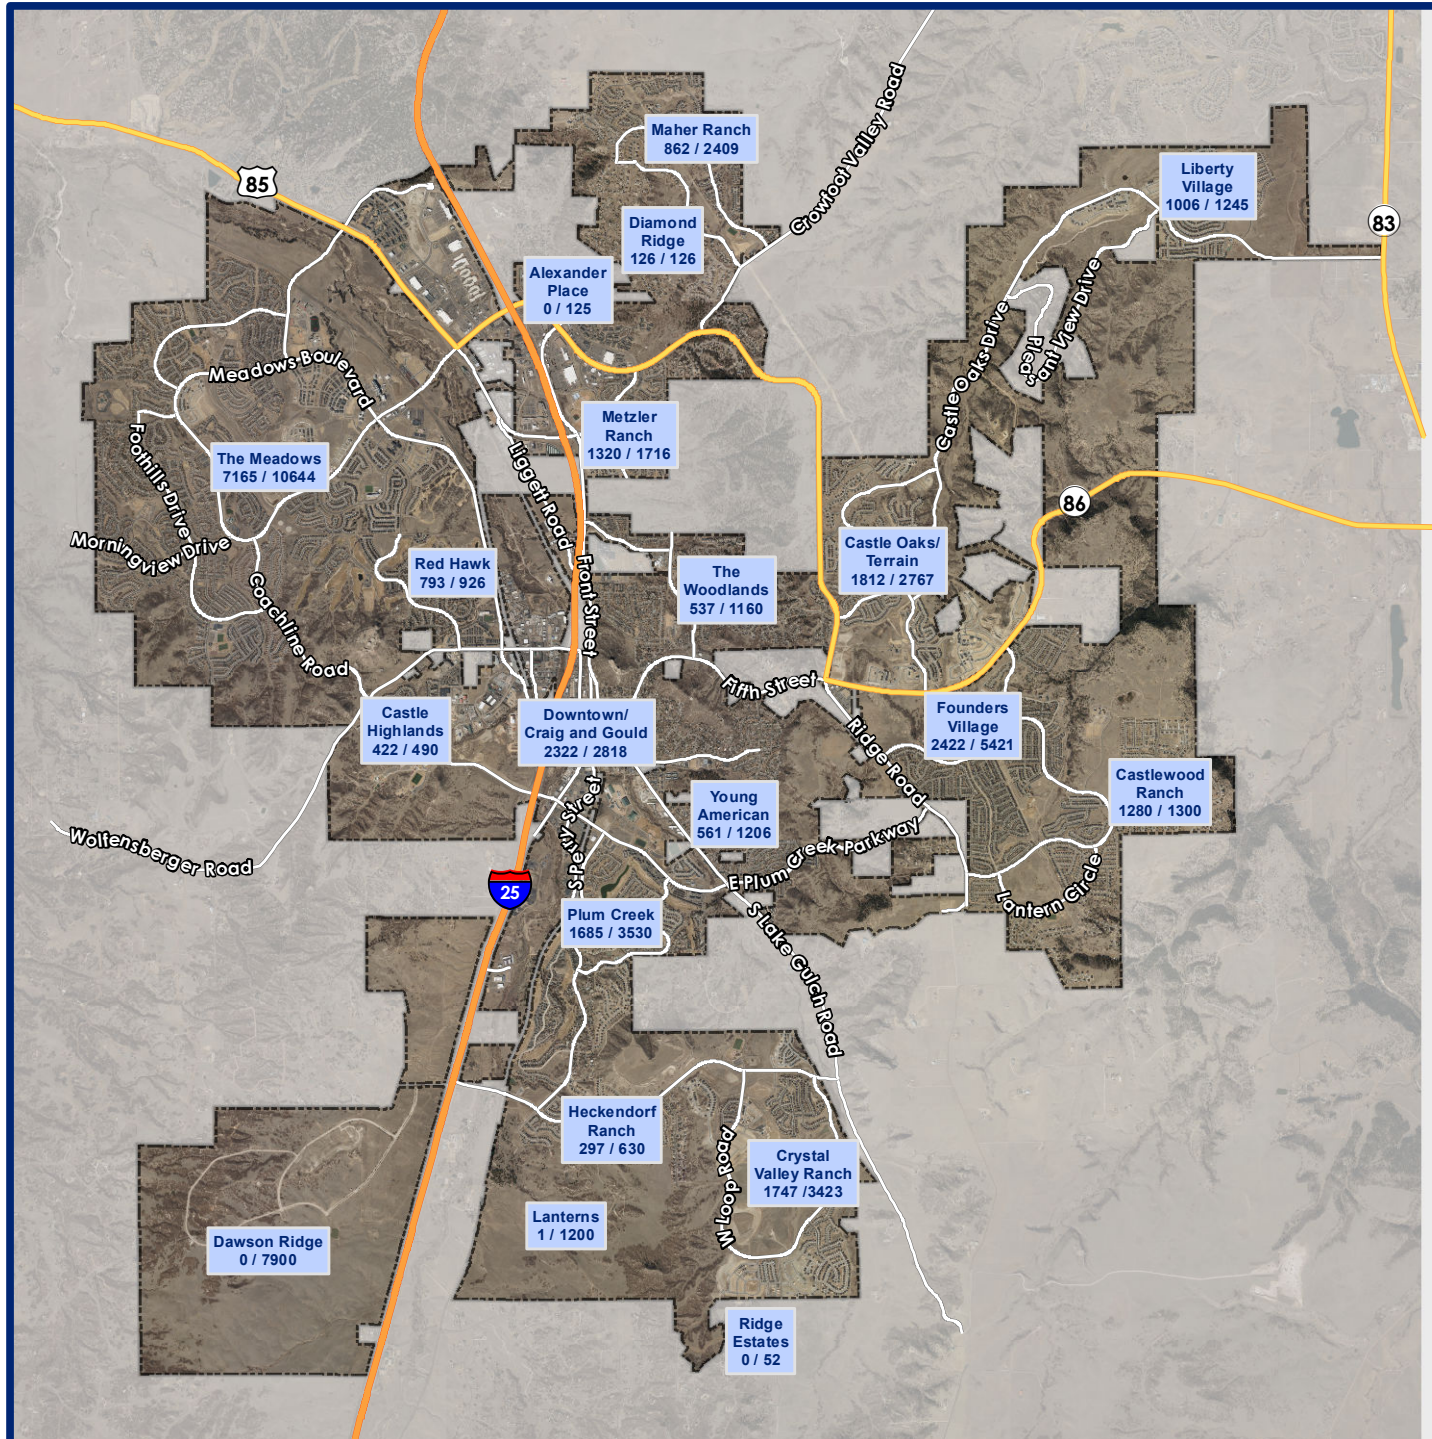 Maher Ranch
862 / 2409
Crowfoot Valley Road
Liberty
Village
1006 / 1245
85
83
Diamond
Ridge
126 / 126
Alexander
Place
0 / 125
Pleasant View Drive
Castle Oaks Drive
Meadows Boulevard
Metzler
Ranch
1320 / 1716
The Meadows
7165 / 10644
Foothills Drive
Liggett Road
86
Morningview Drive
Castle Oaks/
Terrain
1812 / 2767
Red Hawk
793 / 926
Front Street
The
Woodlands
537 / 1160
Coachline Road
Fifth Street
Castle
Highlands
422 / 490
Downtown/
Craig and Gould
2322 / 2818
Founders
Village
2422 / 5421
Ridge Road
Castlewood
Ranch
1280 / 1300
Young
American
561 / 1206
S Perry Street
Wolfensberger Road
E Plum Creek Parkway
25
Lantern Circle
Plum Creek
1685 / 3530
S Lake Gulch Road
Heckendorf
Ranch
297 / 630
W Loop Road
Crystal
Valley Ranch
1747 /3423
Lanterns
1 / 1200
Dawson Ridge
0 / 7900
Ridge
Estates
0 / 52